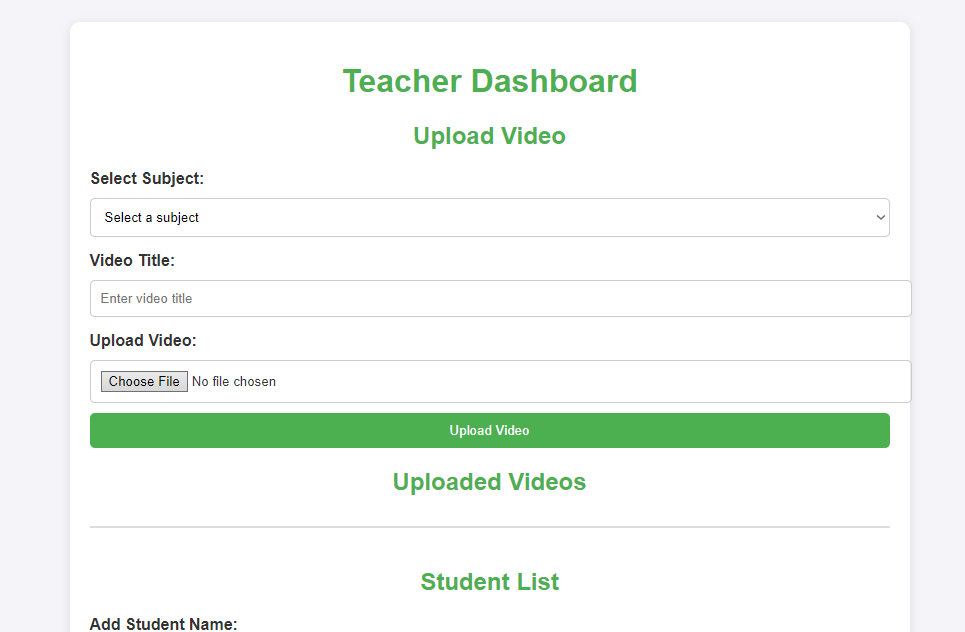 Teacher Dashboard
Upload Video
Select Subject:
Select a subject
Video Title:
Enter video title
Upload Video:
Choose File No file chosen
Upload Video
Uploaded Videos
Student List
Add Student Name: